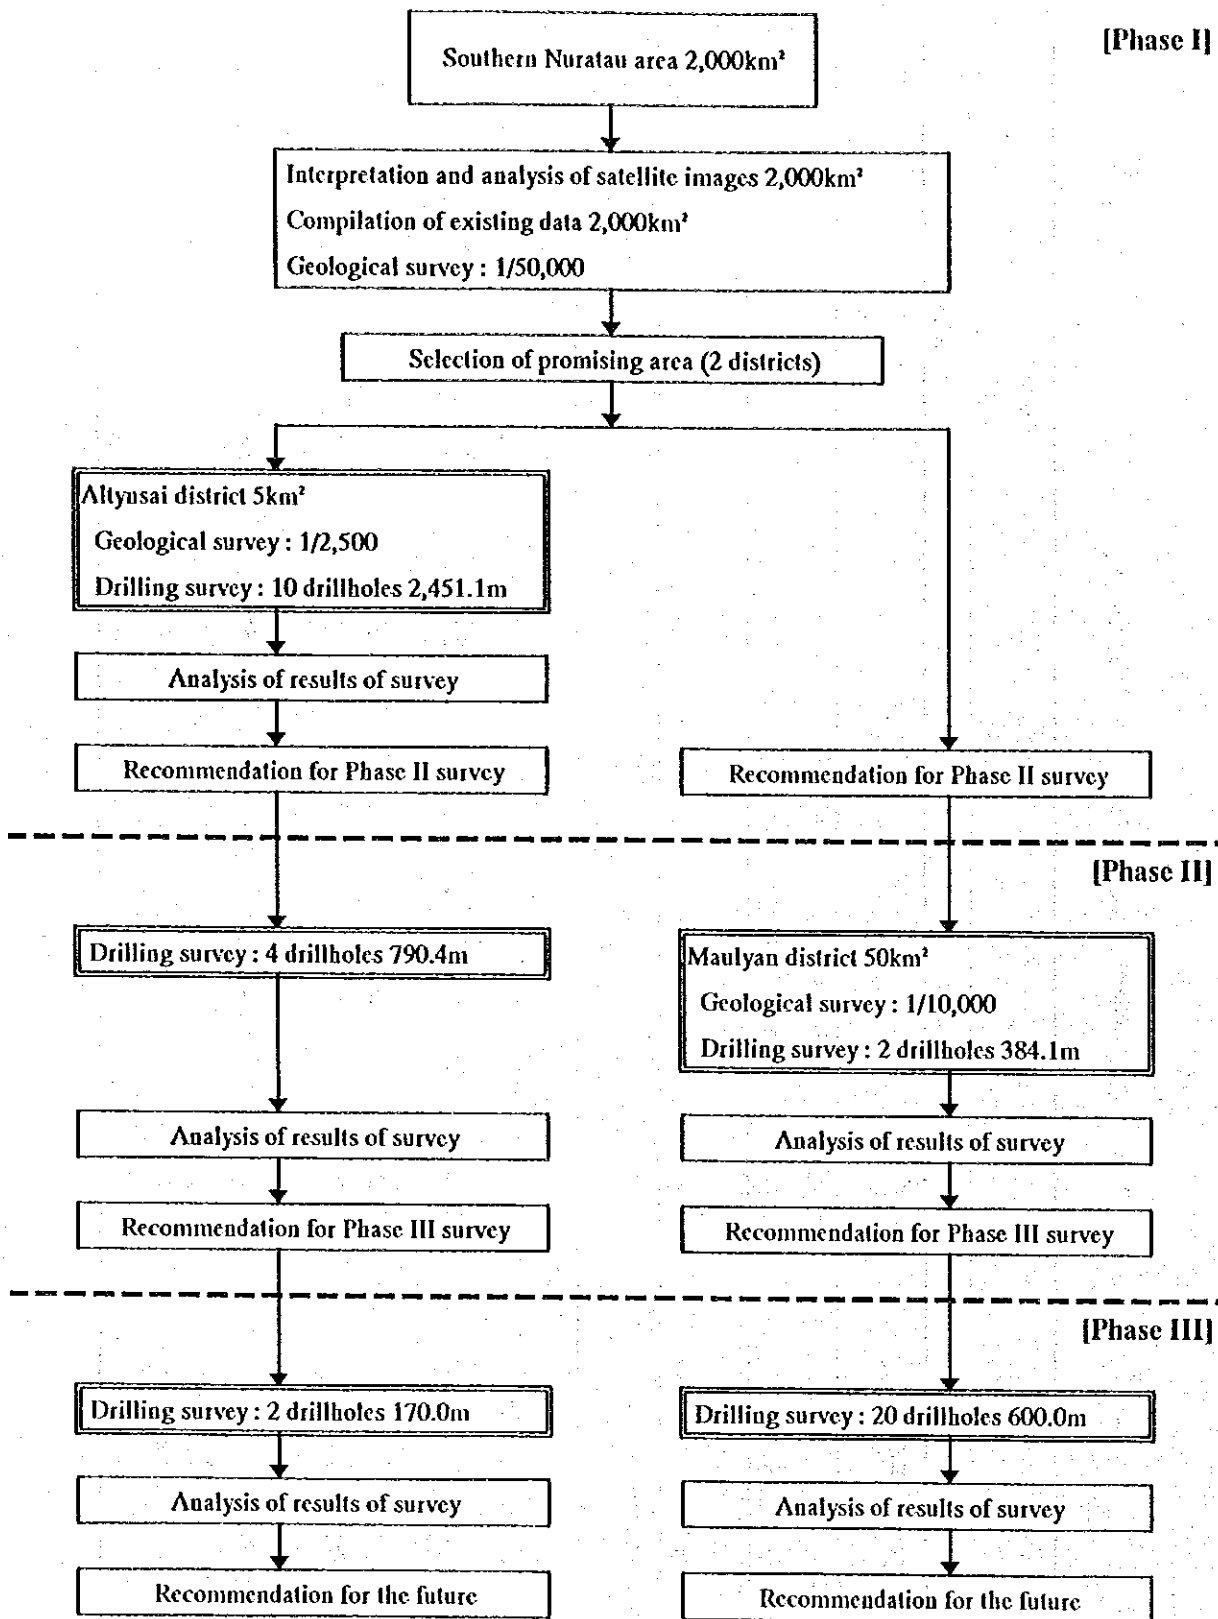 [Phase I]
Southern Nuratau area 2,000km²
Interpretation and analysis of satellite images 2,000km²
Compilation of existing data 2,000km²
Geological survey : 1/50,000
Selection of promising area (2 districts)
Altyusai district 5km²
Geological survey : 1/2,500
Drilling survey : 10 drillholes 2,451.1m
Analysis of results of survey
Recommendation for Phase II survey
Recommendation for Phase II survey
[Phase II]
Drilling survey : 4 drillholes 790.4m
Maulyan district 50km²
Geological survey : 1/10,000
Drilling survey : 2 drillholes 384.1m
Analysis of results of survey
Analysis of results of survey
Recommendation for Phase III survey
Recommendation for Phase III survey
[Phase III]
Drilling survey : 2 drillholes 170.0m
Drilling survey : 20 drillholes 600.0m
Analysis of results of survey
Analysis of results of survey
Recommendation for the future
Recommendation for the future